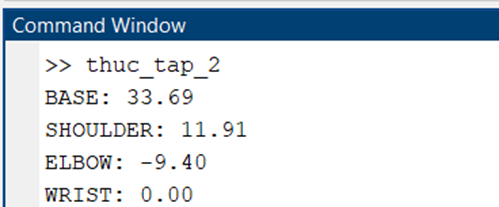 Command Window
>> thuc_tap_2
BASE: 33.69
SHOULDER: 11.91
ELBOW: -9.40
WRIST: 0.00